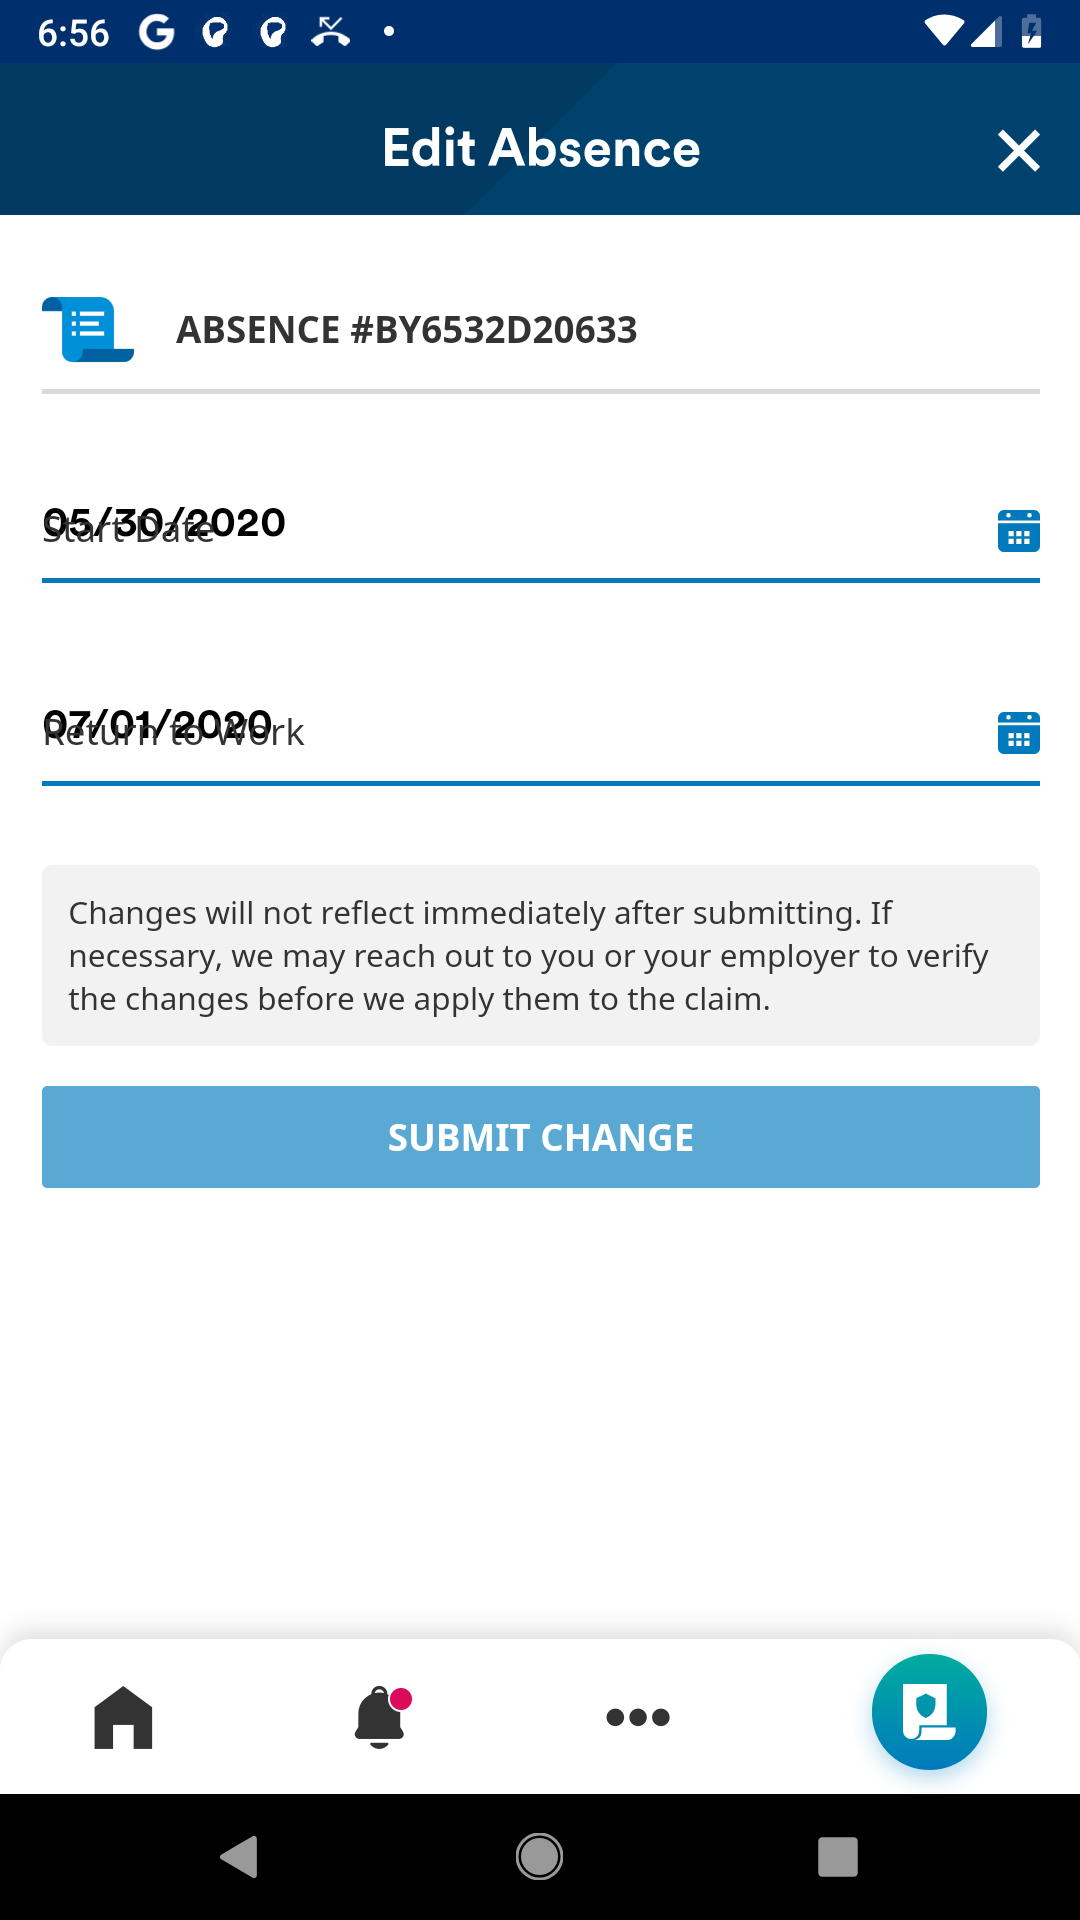 6:56
Edit Absence
ABSENCE #BY6532D20633
05/30/2020
Start Date
07/01/2020
Return to Work
Changes will not reflect immediately after submitting. If
necessary, we may reach out to you or your employer to verify
the changes before we apply them to the claim.
SUBMIT CHANGE